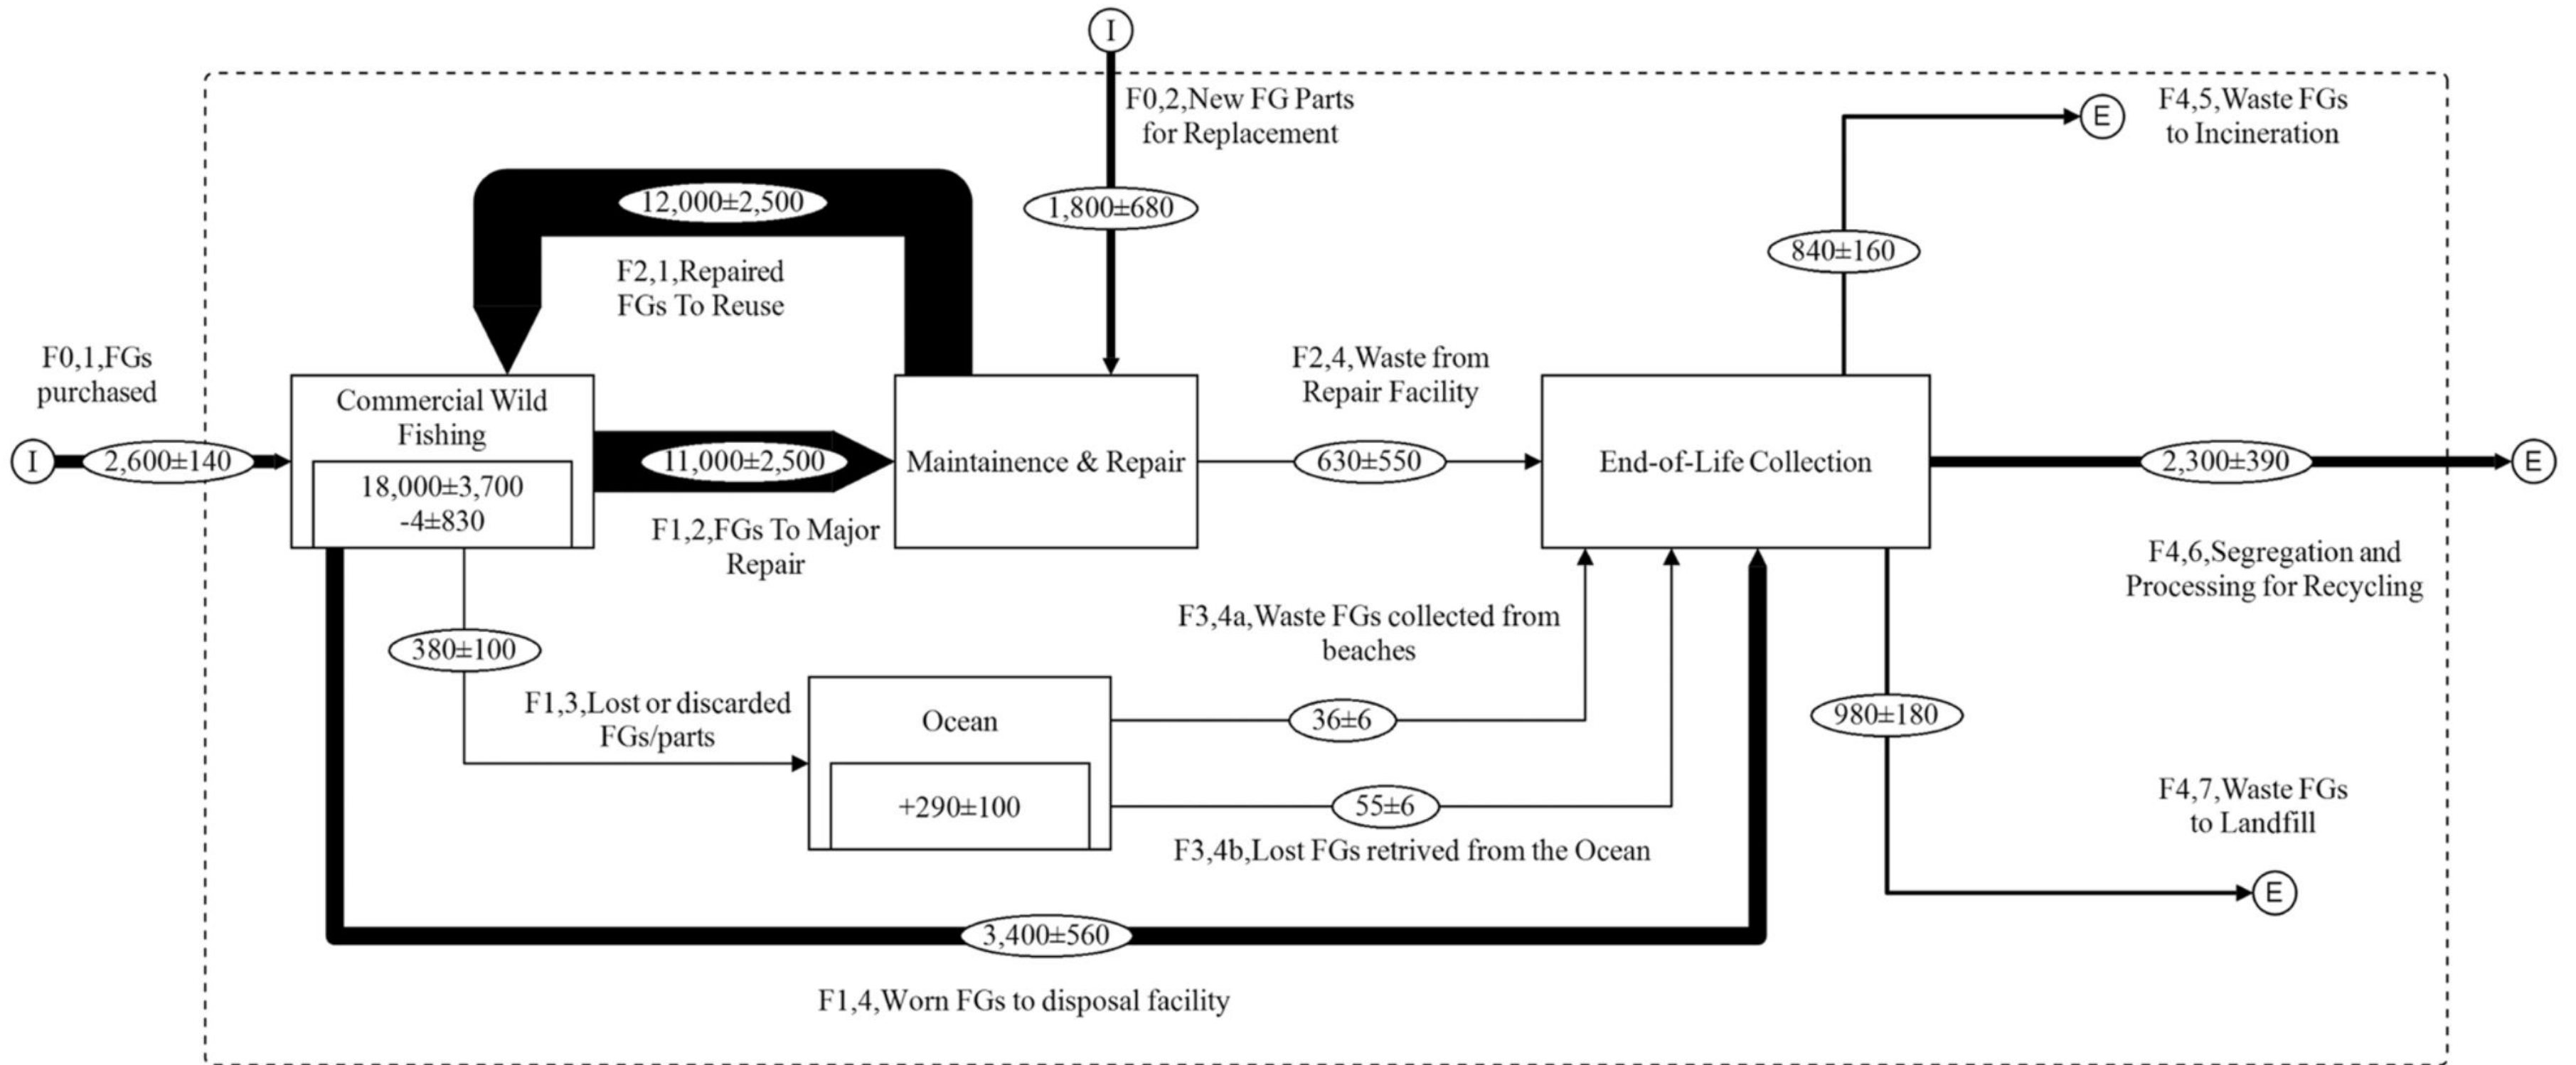 I
F0,2,New FG Parts
for Replacement
F4,5,Waste FGs
to Incineration
E
12,000±2,500
1,800±680
840±160
F2,1,Repaired
FGs To Reuse
F0,1,FGs
purchased
F2,4,Waste from
Repair Facility
Commercial Wild
Fishing
I
2,600±140
18,000±3,700
-4±830
11,000±2,500
Maintainence & Repair
630±550
End-of-Life Collection
2,300±390
E
F1,2,FGs To Major
Repair
F4,6,Segregation and
Processing for Recycling
F3,4a,Waste FGs collected from
beaches
380±100
F1,3,Lost or discarded
FGs/parts
Ocean
36±6
980±180
+290±100
55±6
F4,7,Waste FGs
to Landfill
F3,4b,Lost FGs retrived from the Ocean
E
3,400±560
F1,4,Worn FGs to disposal facility